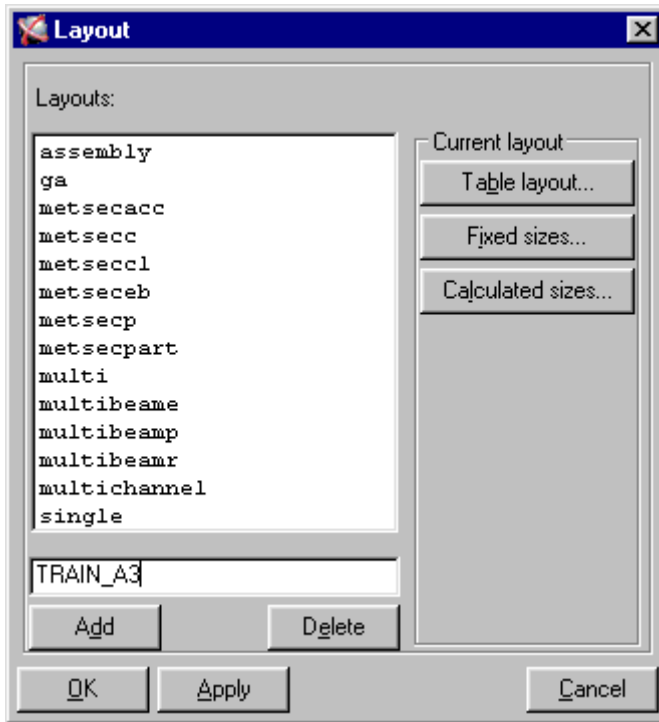 Layout
Layouts:
assembly
ga
metsecacc
metsecc
metseccl
metseceb
metsecp
metsecpart
multi
multibeame
multibeamp
multibeamr
multichannel
single
TRAIN_A3
Add
Delete
Current layout
Table layout...
Fixed sizes...
Calculated sizes...
OK
Apply
Cancel